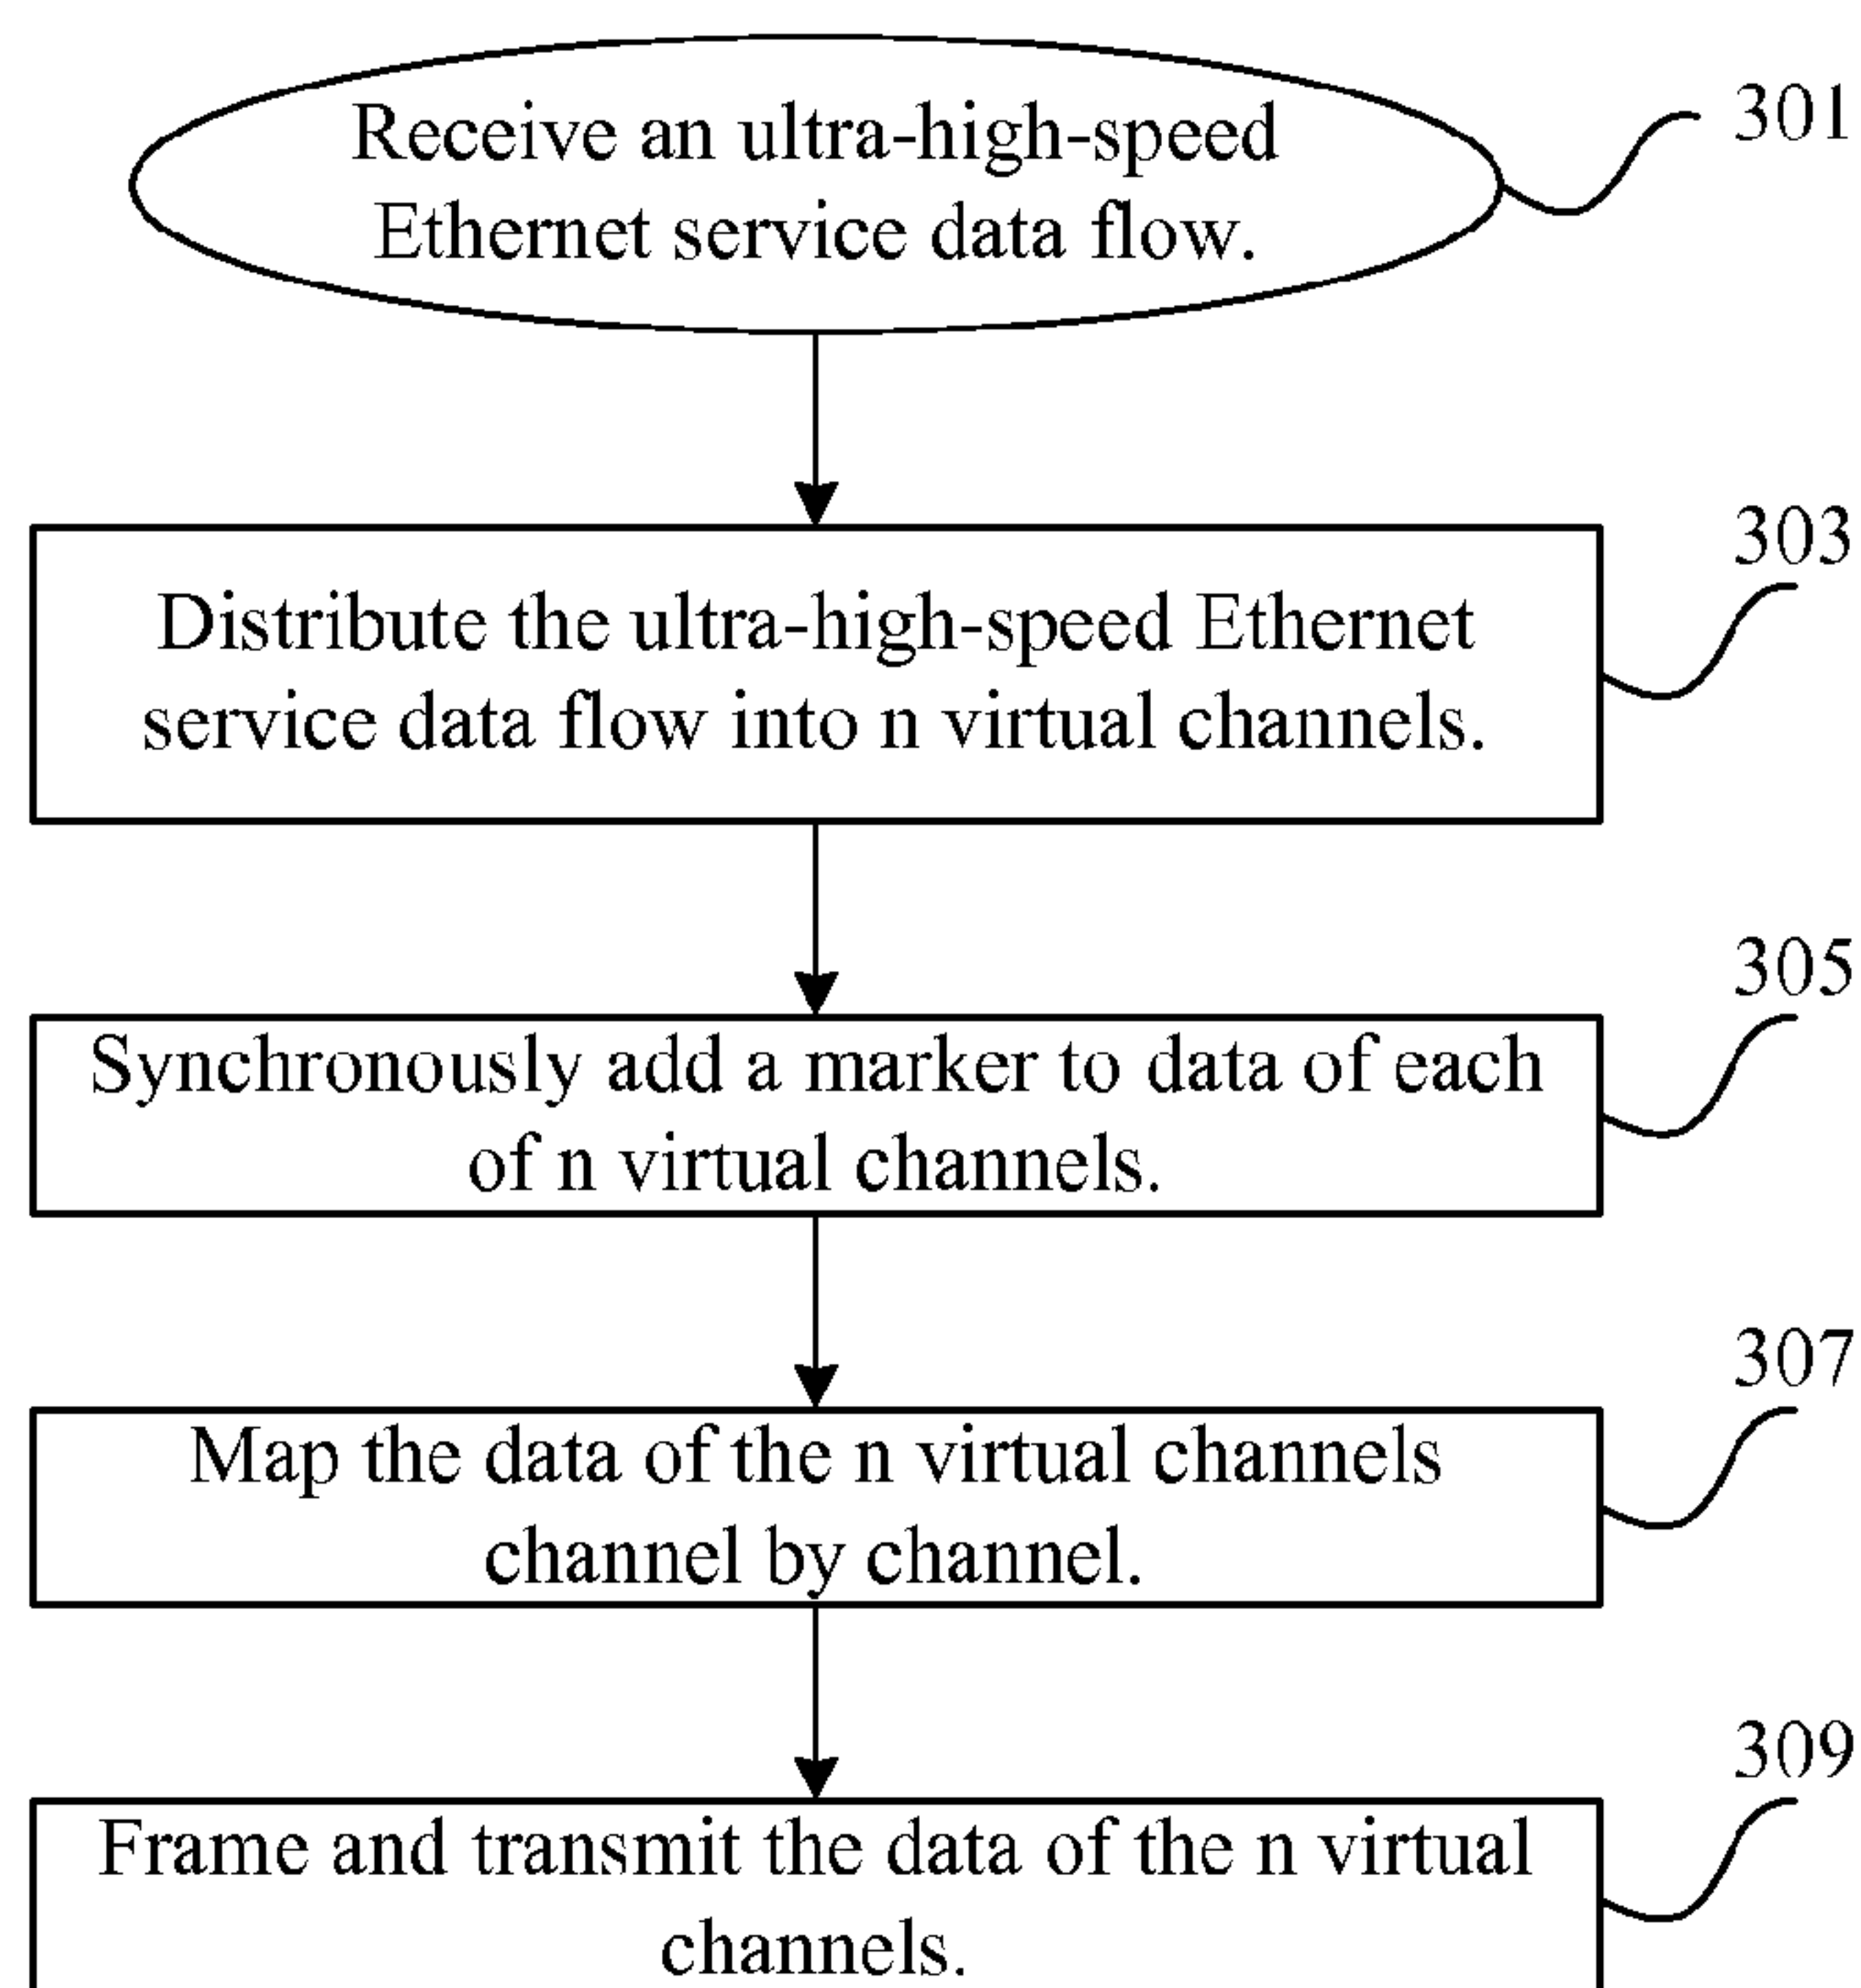 Receive an ultra-high-speed
Ethernet service data flow.
301
303
Distribute the ultra-high-speed Ethernet
service data flow into n virtual channels.
305
Synchronously add a marker to data of each
of n virtual channels.
307
Map the data of the n virtual channels
channel by channel.
309
Frame and transmit the data of the n virtual
channels.